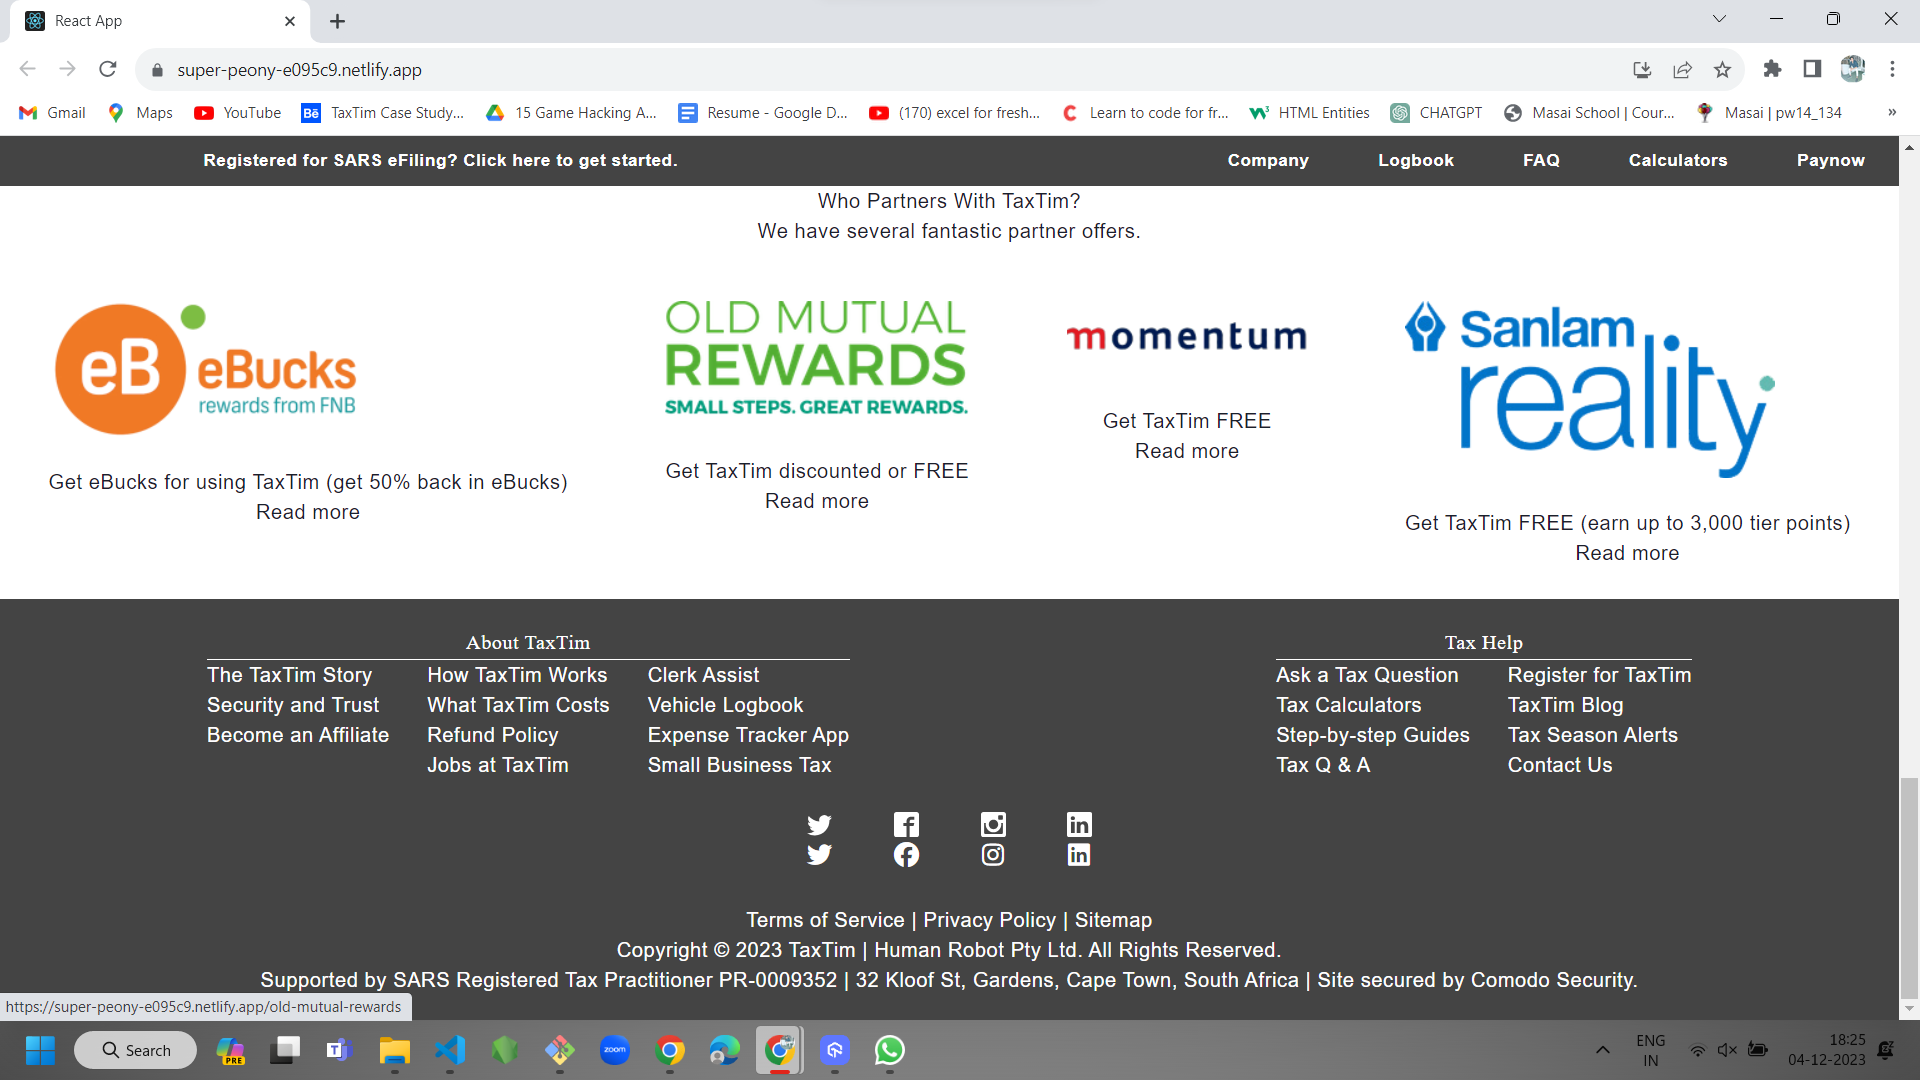 React App
super-peony-e095c9.netlify.app
Gmail Maps YouTube Bē TaxTim Case Study... 15 Game Hacking A... Resume - Google D... (170) excel for fresh... Learn to code for fr... HTML Entities CHATGPT Masai School | Cour... Masai | pw14_134 »
Registered for SARS eFiling? Click here to get started. Company Logbook FAQ Calculators Paynow
Who Partners With TaxTim?
We have several fantastic partner offers.
eB eBucks
rewards from FNB
Get eBucks for using TaxTim (get 50% back in eBucks)
Read more
OLD MUTUAL
REWARDS
SMALL STEPS. GREAT REWARDS.
Get TaxTim discounted or FREE
Read more
momentum
Get TaxTim FREE
Read more
Sanlam
reality
Get TaxTim FREE (earn up to 3,000 tier points)
Read more
About TaxTim
The TaxTim Story How TaxTim Works Clerk Assist
Security and Trust What TaxTim Costs Vehicle Logbook
Become an Affiliate Refund Policy Expense Tracker App
Jobs at TaxTim Small Business Tax
Tax Help
Ask a Tax Question Register for TaxTim
Tax Calculators TaxTim Blog
Step-by-step Guides Tax Season Alerts
Tax Q & A Contact Us
Terms of Service | Privacy Policy | Sitemap
Copyright © 2023 TaxTim | Human Robot Pty Ltd. All Rights Reserved.
Supported by SARS Registered Tax Practitioner PR-0009352 | 32 Kloof St, Gardens, Cape Town, South Africa | Site secured by Comodo Security.
https://super-peony-e095c9.netlify.app/old-mutual-rewards
Search PRE zoom
ENG
IN
18:25
04-12-2023